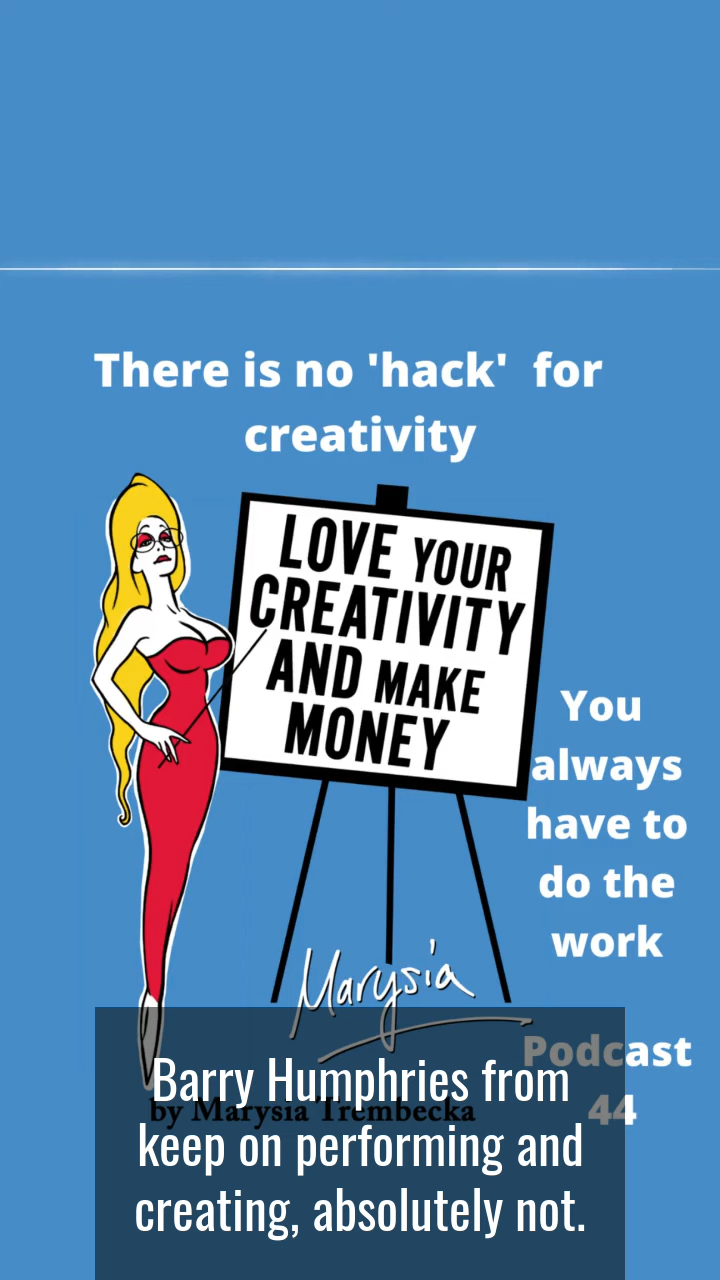 There is no 'hack' for
creativity
LOVE YOUR
CREATIVITY
AND MAKE
MONEY
You
always
have to
do the
work
Marysia
Podcast
44
by Marysia Trembecka
Barry Humphries from
keep on performing and
creating, absolutely not.